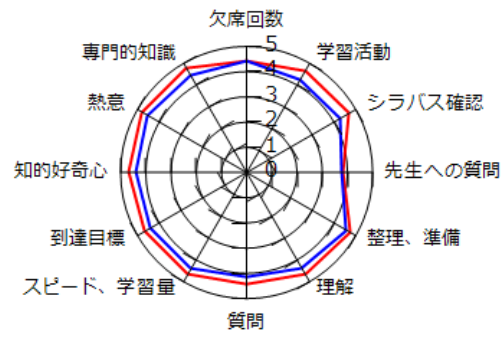 欠席回数
5
専門的知識
学習活動
4
熱意
3
シラバス確認
2
1
知的好奇心
0
先生への質問
到達目標
整理、準備
スピード、学習量
理解
質問